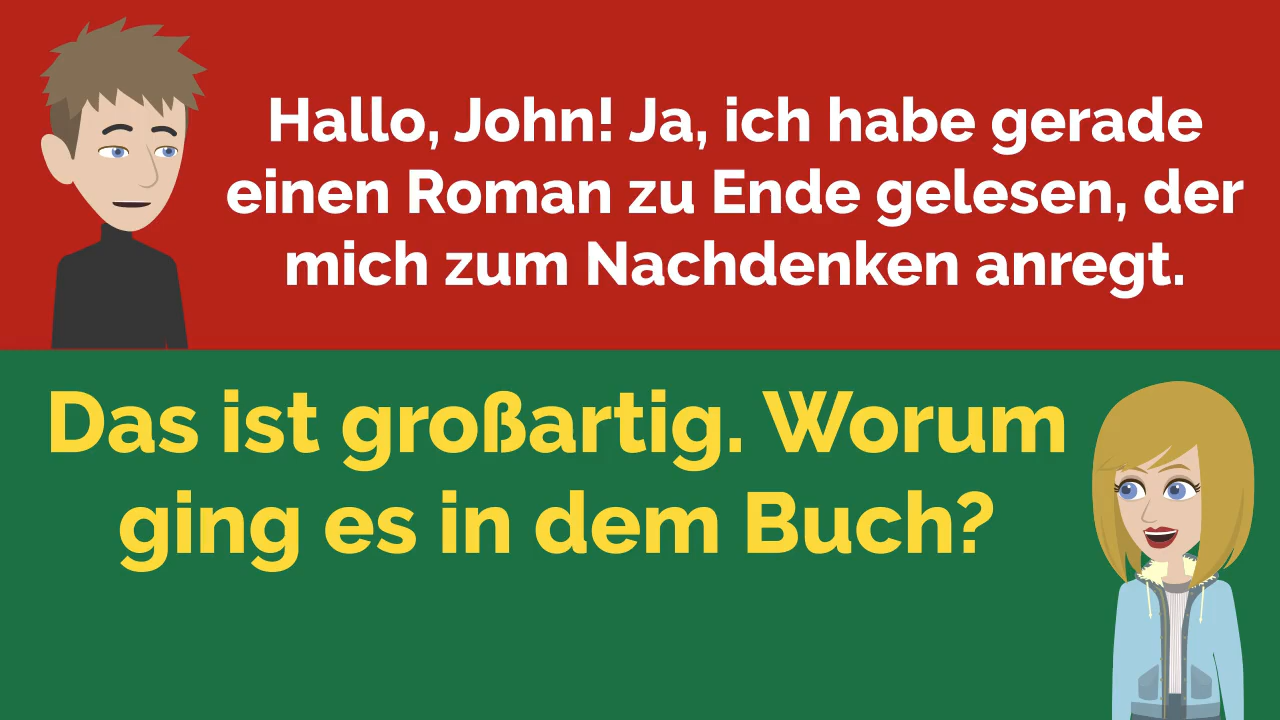 Hallo, John! Ja, ich habe gerade
einen Roman zu Ende gelesen, der
mich zum Nachdenken anregt.
Das ist großartig. Worum
ging es in dem Buch?